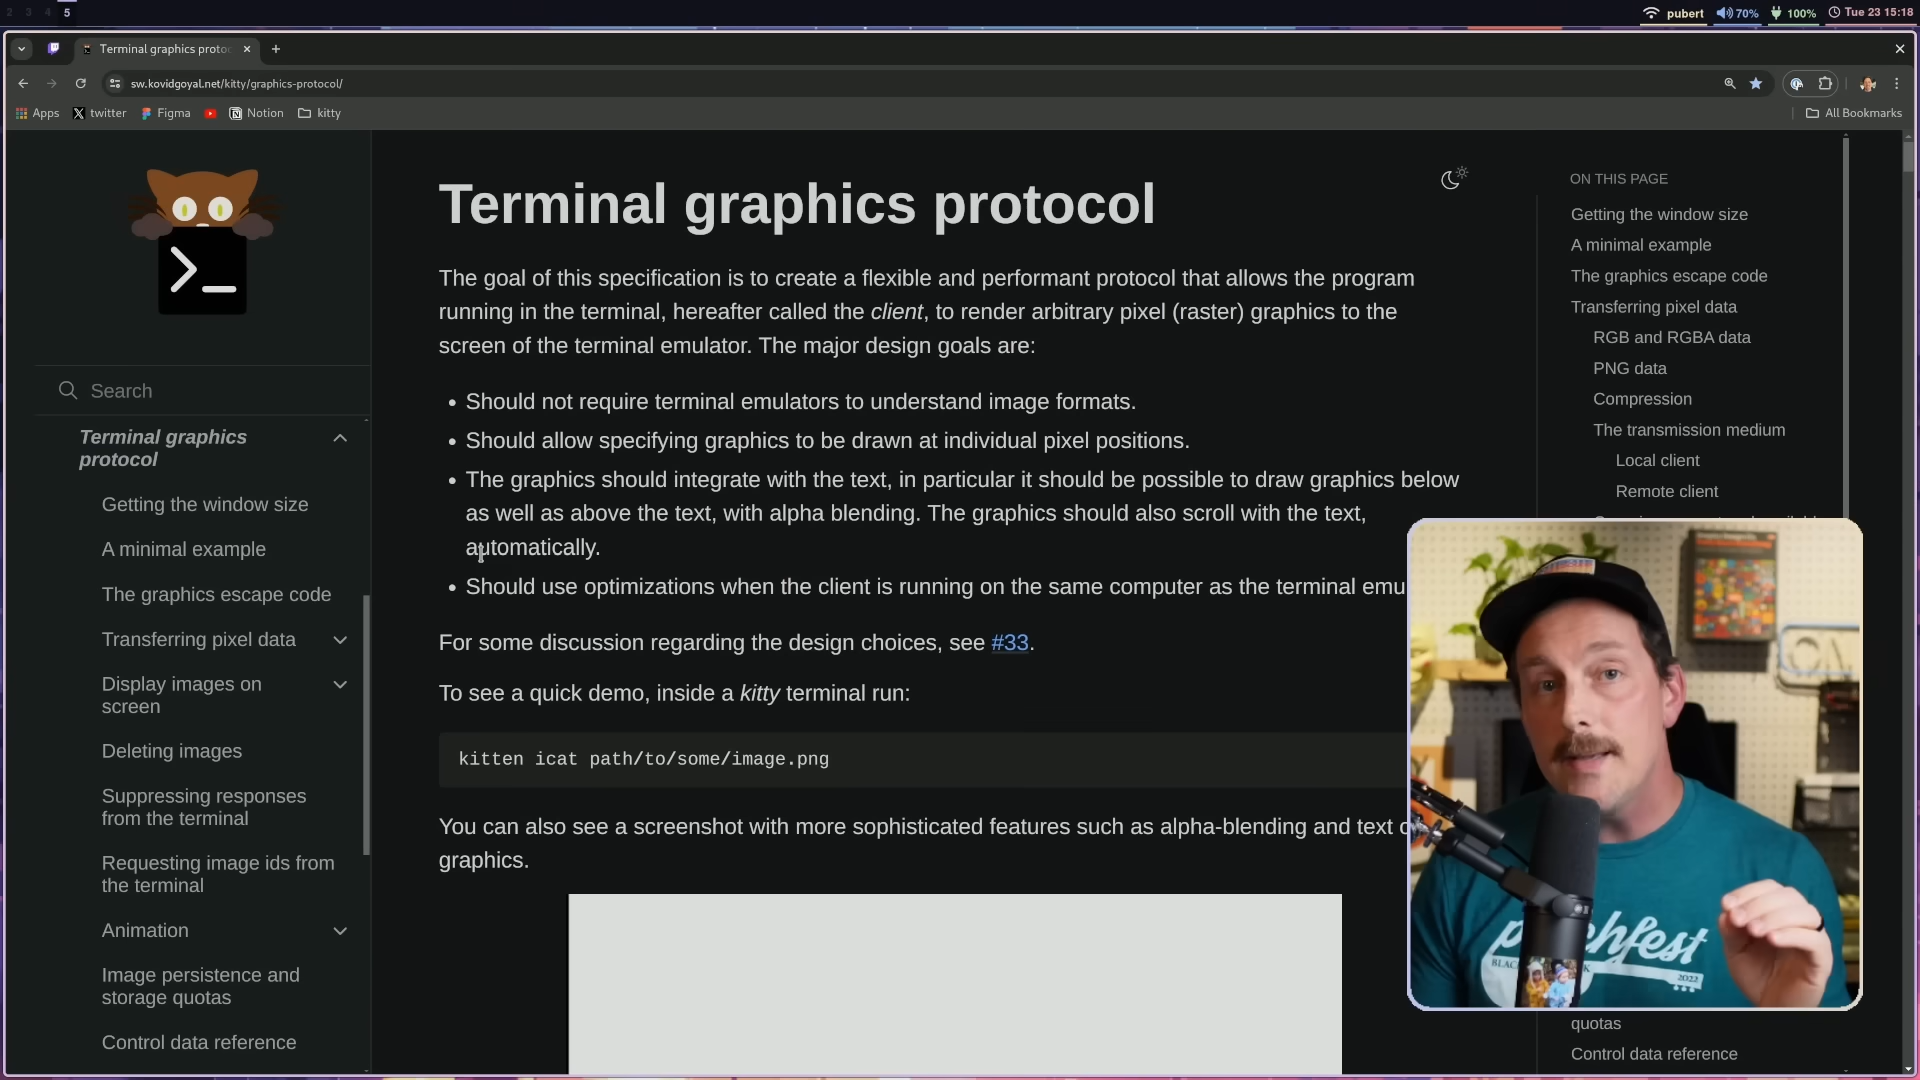 2 3 4 5
pubert 70% 100% Tue 23 15:18
Terminal graphics proto
sw.kovidgoyal.net/kitty/graphics-protocol/
Apps twitter Figma Notion kitty All Bookmarks
Search
Terminal graphics
protocol
Getting the window size
A minimal example
The graphics escape code
Transferring pixel data
Display images on
screen
Deleting images
Suppressing responses
from the terminal
Requesting image ids from
the terminal
Animation
Image persistence and
storage quotas
Control data reference
Terminal graphics protocol
The goal of this specification is to create a flexible and performant protocol that allows the program
running in the terminal, hereafter called the client, to render arbitrary pixel (raster) graphics to the
screen of the terminal emulator. The major design goals are:
• Should not require terminal emulators to understand image formats.
• Should allow specifying graphics to be drawn at individual pixel positions.
• The graphics should integrate with the text, in particular it should be possible to draw graphics below
as well as above the text, with alpha blending. The graphics should also scroll with the text,
automatically.
• Should use optimizations when the client is running on the same computer as the terminal emu
For some discussion regarding the design choices, see #33.
To see a quick demo, inside a kitty terminal run:
kitten icat path/to/some/image.png
You can also see a screenshot with more sophisticated features such as alpha-blending and text
graphics.
ON THIS PAGE
Getting the window size
A minimal example
The graphics escape code
Transferring pixel data
RGB and RGBA data
PNG data
Compression
The transmission medium
Local client
Remote client
quotas
Control data reference
2022